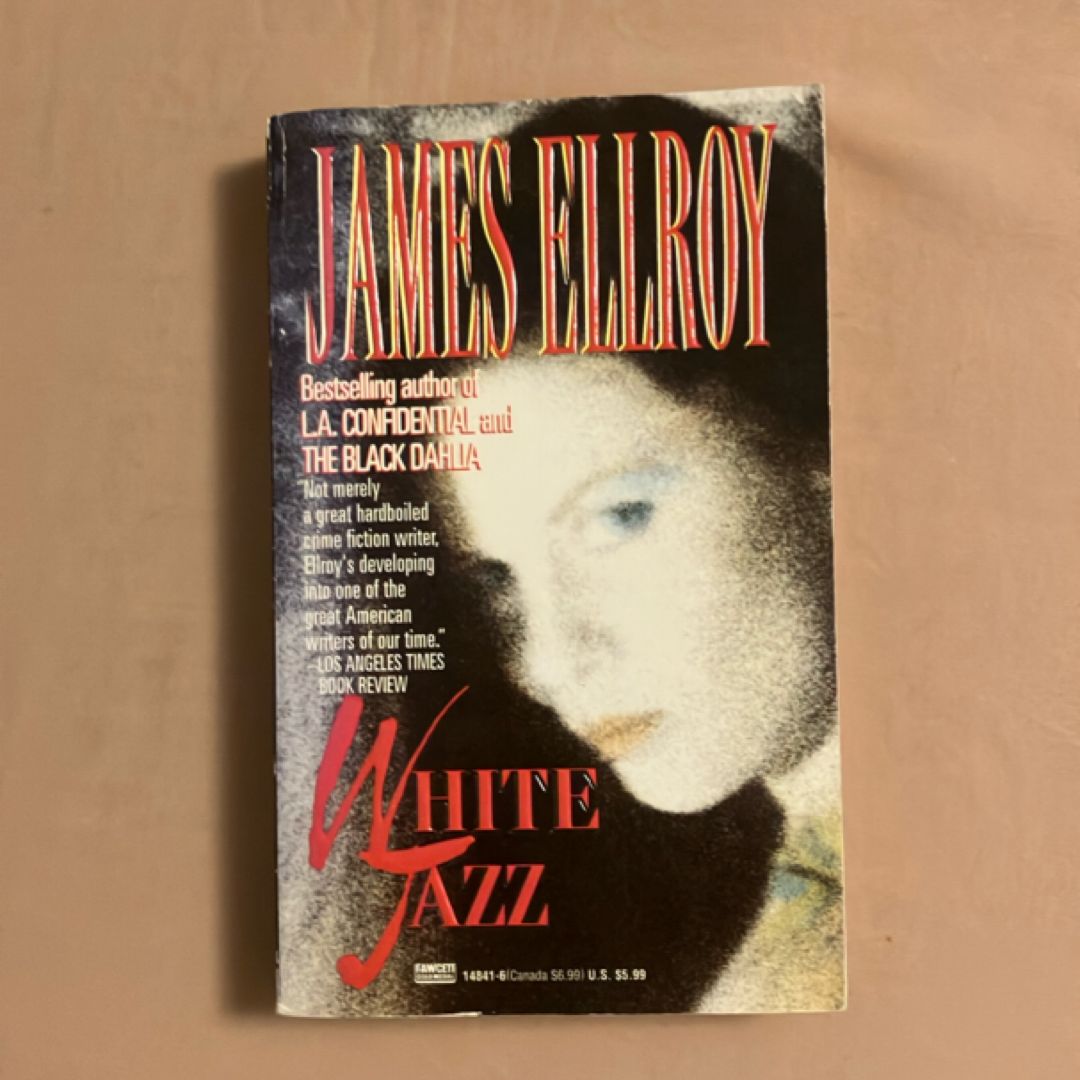 JAMES ELLROY
Bestselling author of
L.A. CONFIDENTIAL and
THE BLACK DAHLIA
"Not merely
a great hardboiled
crime fiction writer,
Ellroy's developing
into one of the
great American
writers of our time."
—LOS ANGELES TIMES
BOOK REVIEW
WHITE
JAZZ
FAWCETT
GOLD MEDAL
14841-6 (Canada $6.99) U.S. $5.99